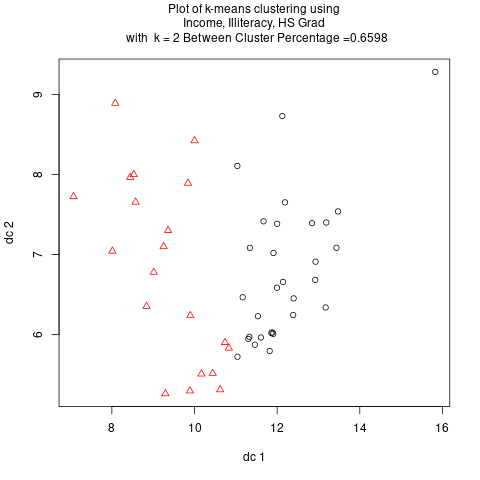 Plot of k-means clustering using
Income, Illiteracy, HS Grad
with  k = 2 Between Cluster Percentage =0.6598
9
8
7
6
dc 2
8 10 12 14 16
dc 1